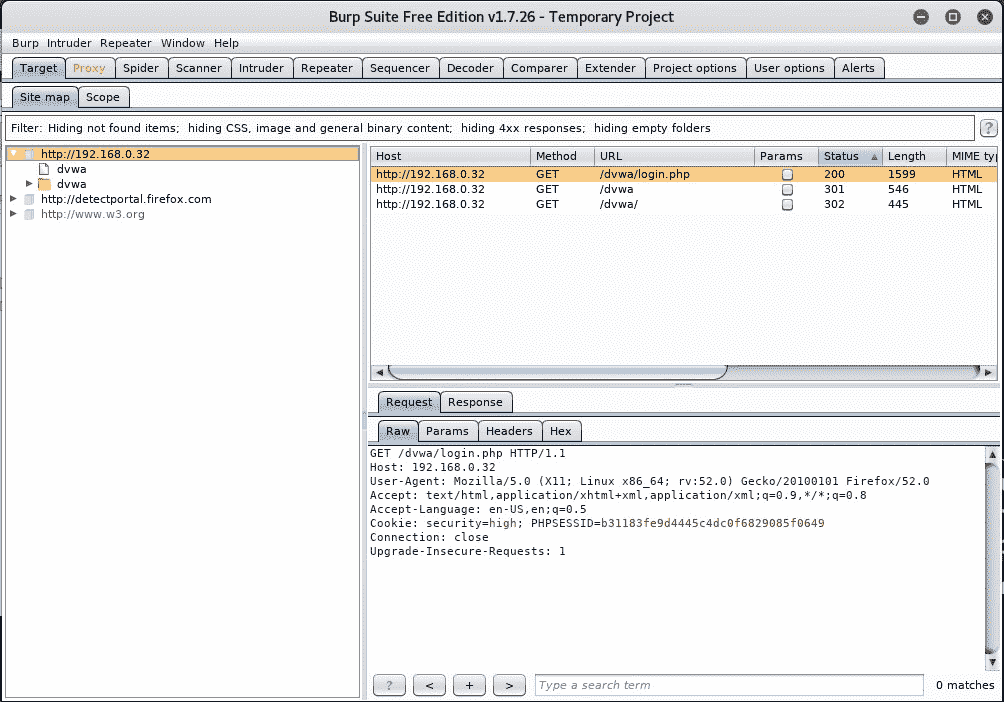 Burp Suite Free Edition v1.7.26 - Temporary Project
Burp Intruder Repeater Window Help
Target Proxy Spider Scanner Intruder Repeater Sequencer Decoder Comparer Extender Project options User options Alerts
Site map Scope
Filter: Hiding not found items; hiding CSS, image and general binary content; hiding 4xx responses; hiding empty folders ?
http://192.168.0.32
dvwa
dvwa
http://detectportal.firefox.com
http://www.w3.org
Host Method URL Params Status Length MIME typ
http://192.168.0.32 GET /dvwa/login.php 200 1599 HTML
http://192.168.0.32 GET /dvwa 301 546 HTML
http://192.168.0.32 GET /dvwa/ 302 445 HTML
Request Response
Raw Params Headers Hex
GET /dvwa/login.php HTTP/1.1
Host: 192.168.0.32
User-Agent: Mozilla/5.0 (X11; Linux x86_64; rv:52.0) Gecko/20100101 Firefox/52.0
Accept: text/html,application/xhtml+xml,application/xml;q=0.9,*/*;q=0.8
Accept-Language: en-US,en;q=0.5
Cookie: security=high; PHPSESSID=b31183fe9d4445c4dc0f6829085f0649
Connection: close
Upgrade-Insecure-Requests: 1
? < + > Type a search term 0 matches